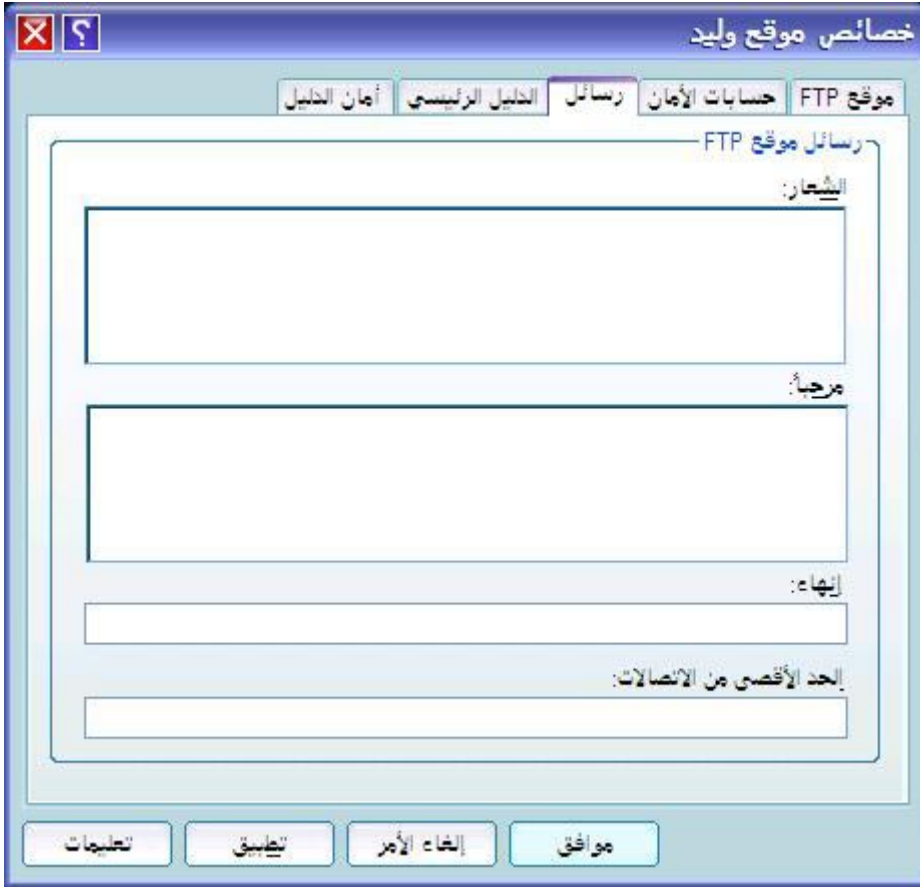 خصائص موقع وليد
موقع FTP حسابات الأمان رسائل الدليل الرئيسي أمان الدليل
رسائل موقع FTP
الشعار:
مرحباً:
إنهاء:
الحد الأقصى من الاتصالات:
موافق إلغاء الأمر تطبيق تعليمات